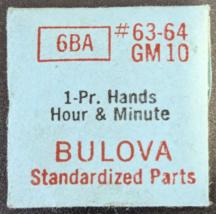 6BA #63-64
GM 10
1-Pr. Hands
Hour & Minute
BULOVA
Standardized Parts